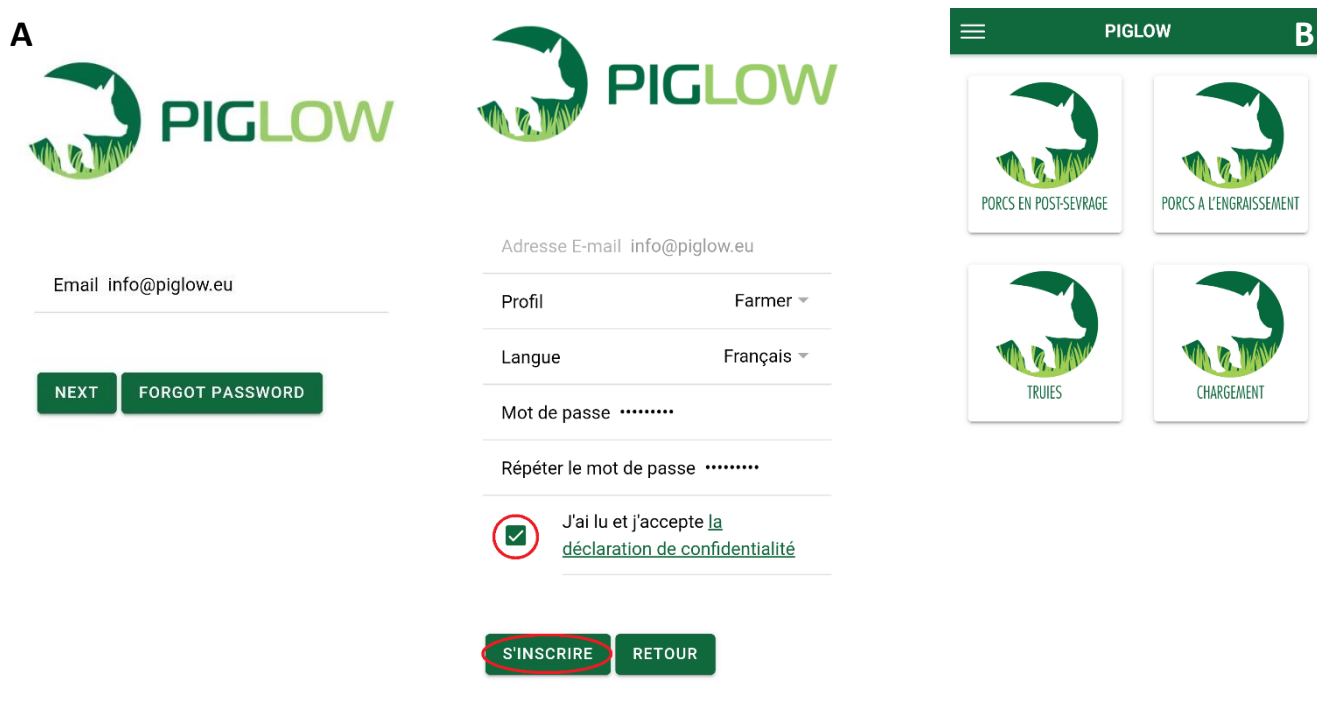 A
PIGLOW
Email info@piglow.eu
NEXT
FORGOT PASSWORD
PIGLOW
Adresse E-mail info@piglow.eu
Profil Farmer
Langue Français
Mot de passe •••••••••
Répéter le mot de passe •••••••••
J'ai lu et j'accepte la
déclaration de confidentialité
S'INSCRIRE
RETOUR
PIGLOW
B
PORCS EN POST-SEVRAGE
PORCS A L'ENGRAISSEMENT
TRUIES
CHARGEMENT